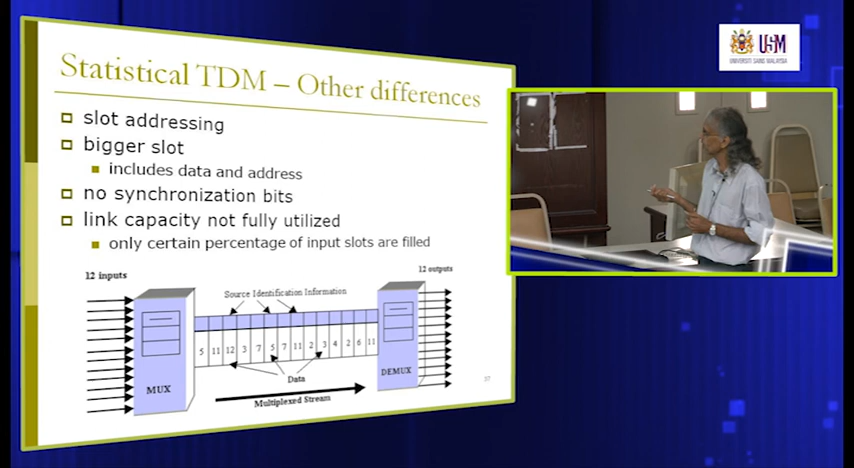 USM
UNIVERSITI SAINS MALAYSIA
Statistical TDM – Other differences
slot addressing
bigger slot
includes data and address
no synchronization bits
link capacity not fully utilized
only certain percentage of input slots are filled
12 inputs
12 outputs
Source Identification Information
5 11 12 3 7 5 7 11 2 3 4 2 6 11
MUX
Data
DEMUX
Multiplexed Stream
37